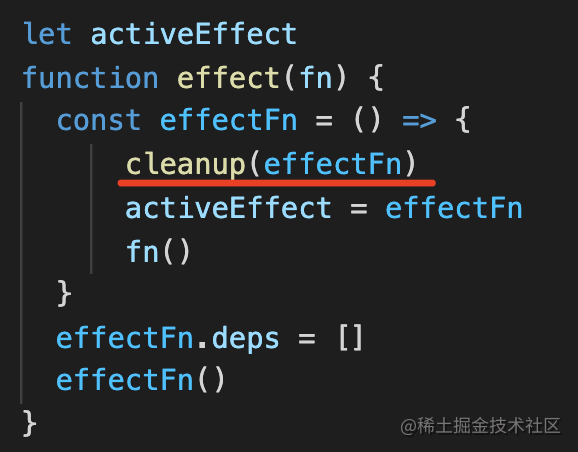 let activeEffect
function effect(fn) {
  const effectFn = () => {
      cleanup(effectFn)
      activeEffect = effectFn
      fn()
  }
  effectFn.deps = []
  effectFn()
}
@稀土掘金技术社区